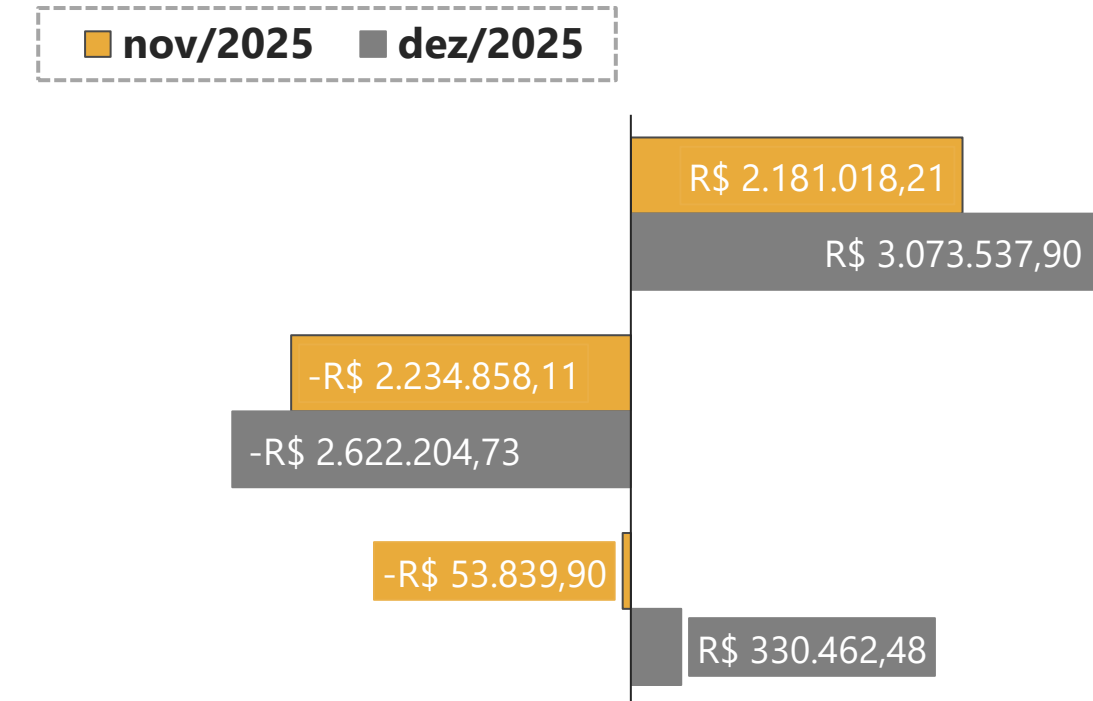 nov/2025 dez/2025
R$ 2.181.018,21
R$ 3.073.537,90
-R$ 2.234.858,11
-R$ 2.622.204,73
-R$ 53.839,90
R$ 330.462,48